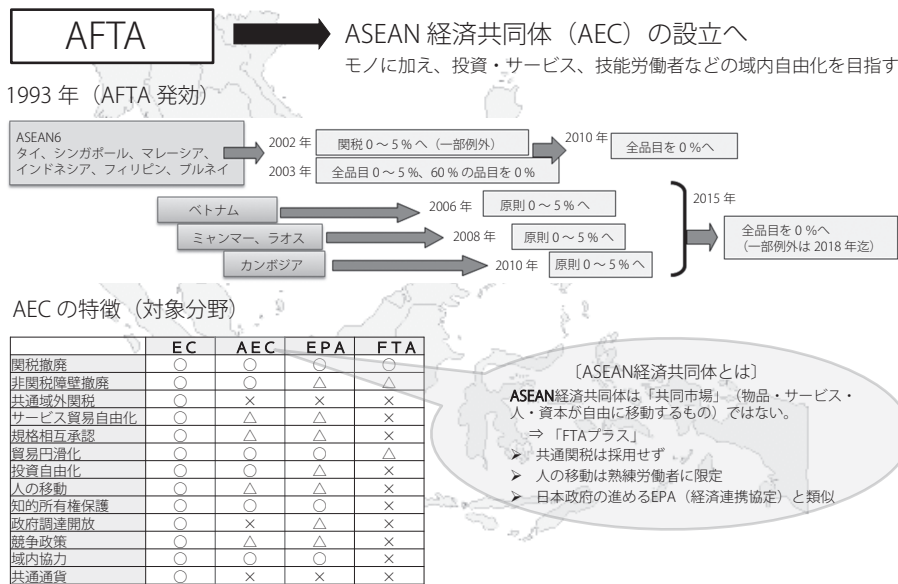 AFTA
ASEAN 経済共同体（AEC）の設立へ
モノに加え、投資・サービス、技能労働者などの域内自由化を目指す
1993 年（AFTA 発効）
ASEAN6
タイ、シンガポール、マレーシア、
インドネシア、フィリピン、ブルネイ
2002 年
関税 0 ～ 5％へ（一部例外）
2003 年
全品目 0 ～ 5％、60％の品目を 0％
2010 年
全品目を 0％へ
ベトナム
2006 年
原則 0 ～ 5％へ
ミャンマー、ラオス
2008 年
原則 0 ～ 5％へ
カンボジア
2010 年
原則 0 ～ 5％へ
2015 年
全品目を 0％へ
（一部例外は 2018 年迄）
AEC の特徴（対象分野）
EC AEC EPA FTA
関税撤廃 ○ ○ ○ ○
非関税障壁撤廃 ○ ○ △ △
共通域外関税 ○ × × ×
サービス貿易自由化 ○ △ △ ×
規格相互承認 ○ △ △ ×
貿易円滑化 ○ ○ ○ △
投資自由化 ○ ○ △ ×
人の移動 ○ △ △ ×
知的所有権保護 ○ ○ ○ ×
政府調達開放 ○ × △ ×
競争政策 ○ △ △ ×
域内協力 ○ ○ ○ ×
共通通貨 ○ × × ×
〔ASEAN経済共同体とは〕
ASEAN経済共同体は「共同市場」（物品・サービス・
人・資本が自由に移動するもの）ではない。
⇒ 「FTAプラス」
➢ 共通関税は採用せず
➢ 人の移動は熟練労働者に限定
➢ 日本政府の進めるEPA（経済連携協定）と類似